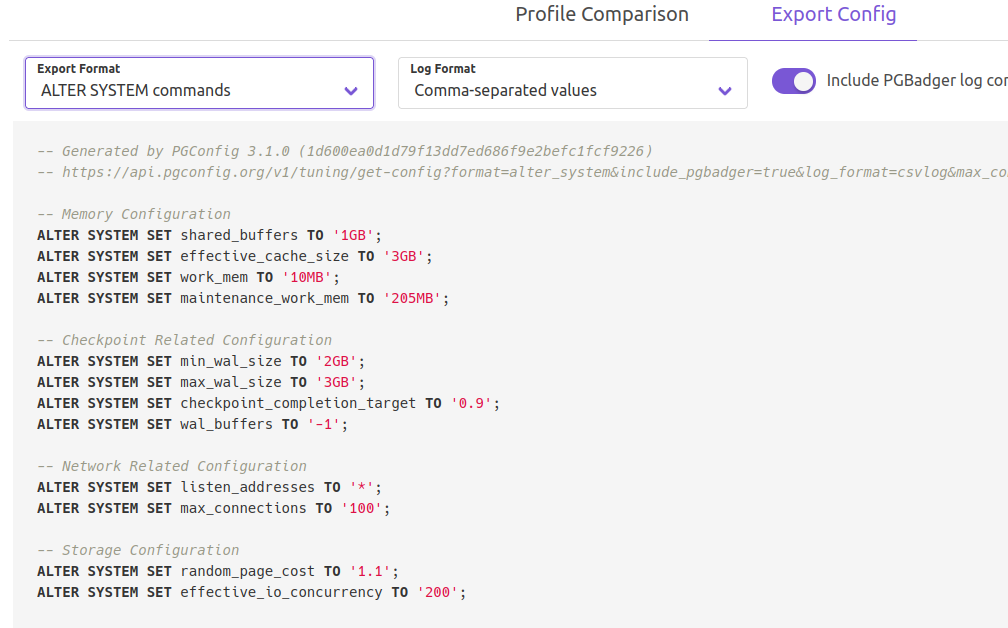 Profile Comparison
Export Config
Export Format
ALTER SYSTEM commands
Log Format
Comma-separated values
Include PGBadger log
-- Generated by PGConfig 3.1.0 (1d600ea0d1d79f13dd7ed686f9e2befc1fcf9226)
-- https://api.pgconfig.org/v1/tuning/get-config?format=alter_system&include_pgbadger=true&log_format=csvlog&max_co
-- Memory Configuration
ALTER SYSTEM SET shared_buffers TO '1GB';
ALTER SYSTEM SET effective_cache_size TO '3GB';
ALTER SYSTEM SET work_mem TO '10MB';
ALTER SYSTEM SET maintenance_work_mem TO '205MB';
-- Checkpoint Related Configuration
ALTER SYSTEM SET min_wal_size TO '2GB';
ALTER SYSTEM SET max_wal_size TO '3GB';
ALTER SYSTEM SET checkpoint_completion_target TO '0.9';
ALTER SYSTEM SET wal_buffers TO '-1';
-- Network Related Configuration
ALTER SYSTEM SET listen_addresses TO '*';
ALTER SYSTEM SET max_connections TO '100';
-- Storage Configuration
ALTER SYSTEM SET random_page_cost TO '1.1';
ALTER SYSTEM SET effective_io_concurrency TO '200';